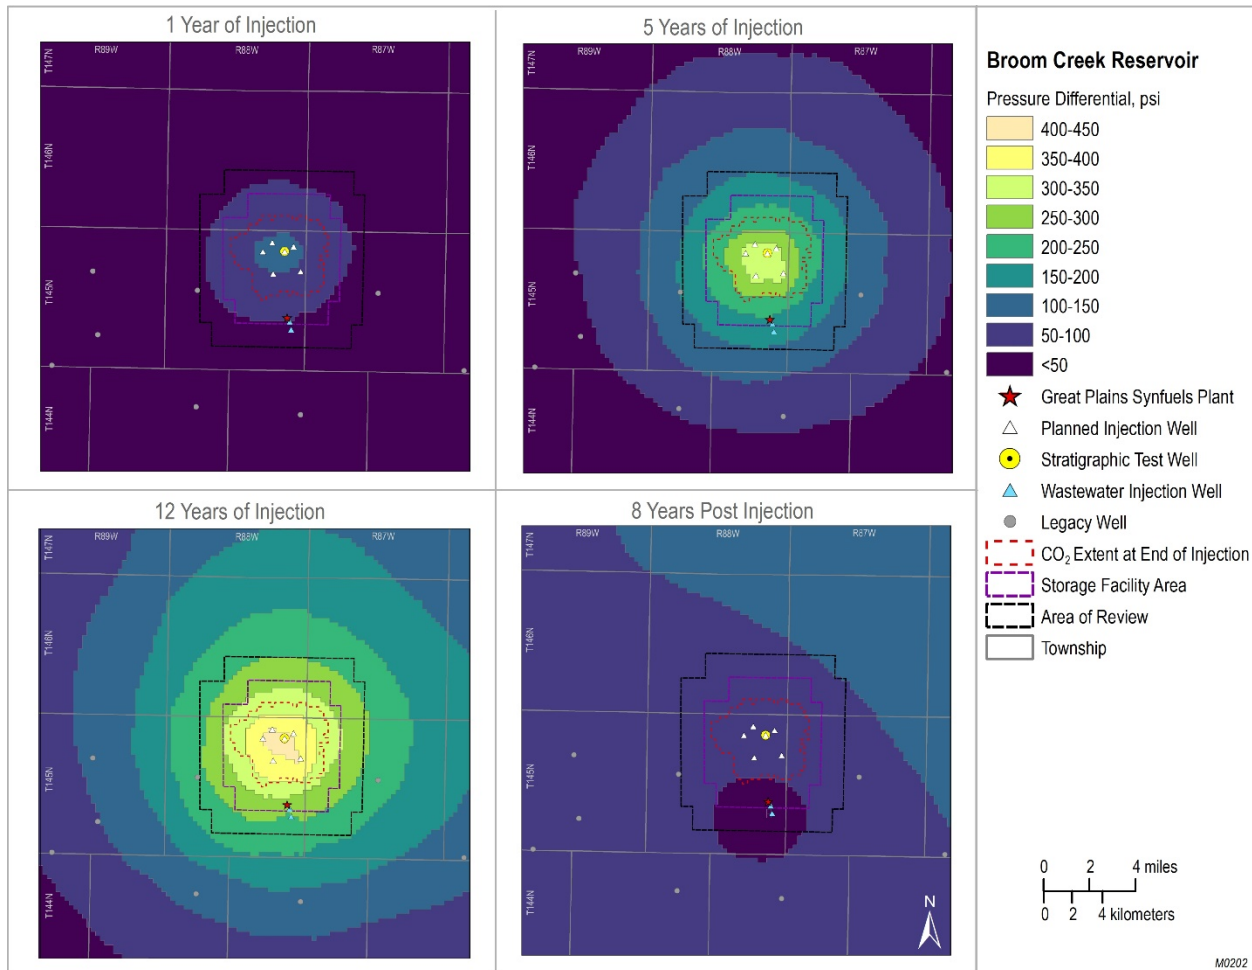 1 Year of Injection
R89W
R88W
R87W
T147N
T146N
T145N
T144N
5 Years of Injection
R89W
R88W
R87W
T147N
T146N
T145N
T144N
12 Years of Injection
R89W
R88W
R87W
T147N
T146N
T145N
T144N
8 Years Post Injection
R89W
R88W
R87W
T147N
T146N
T145N
T144N
N
Broom Creek Reservoir
Pressure Differential, psi
400-450
350-400
300-350
250-300
200-250
150-200
100-150
50-100
<50
Great Plains Synfuels Plant
Planned Injection Well
Stratigraphic Test Well
Wastewater Injection Well
Legacy Well
CO₂ Extent at End of Injection
Storage Facility Area
Area of Review
Township
0 2 4 miles
0 2 4 kilometers
M0202